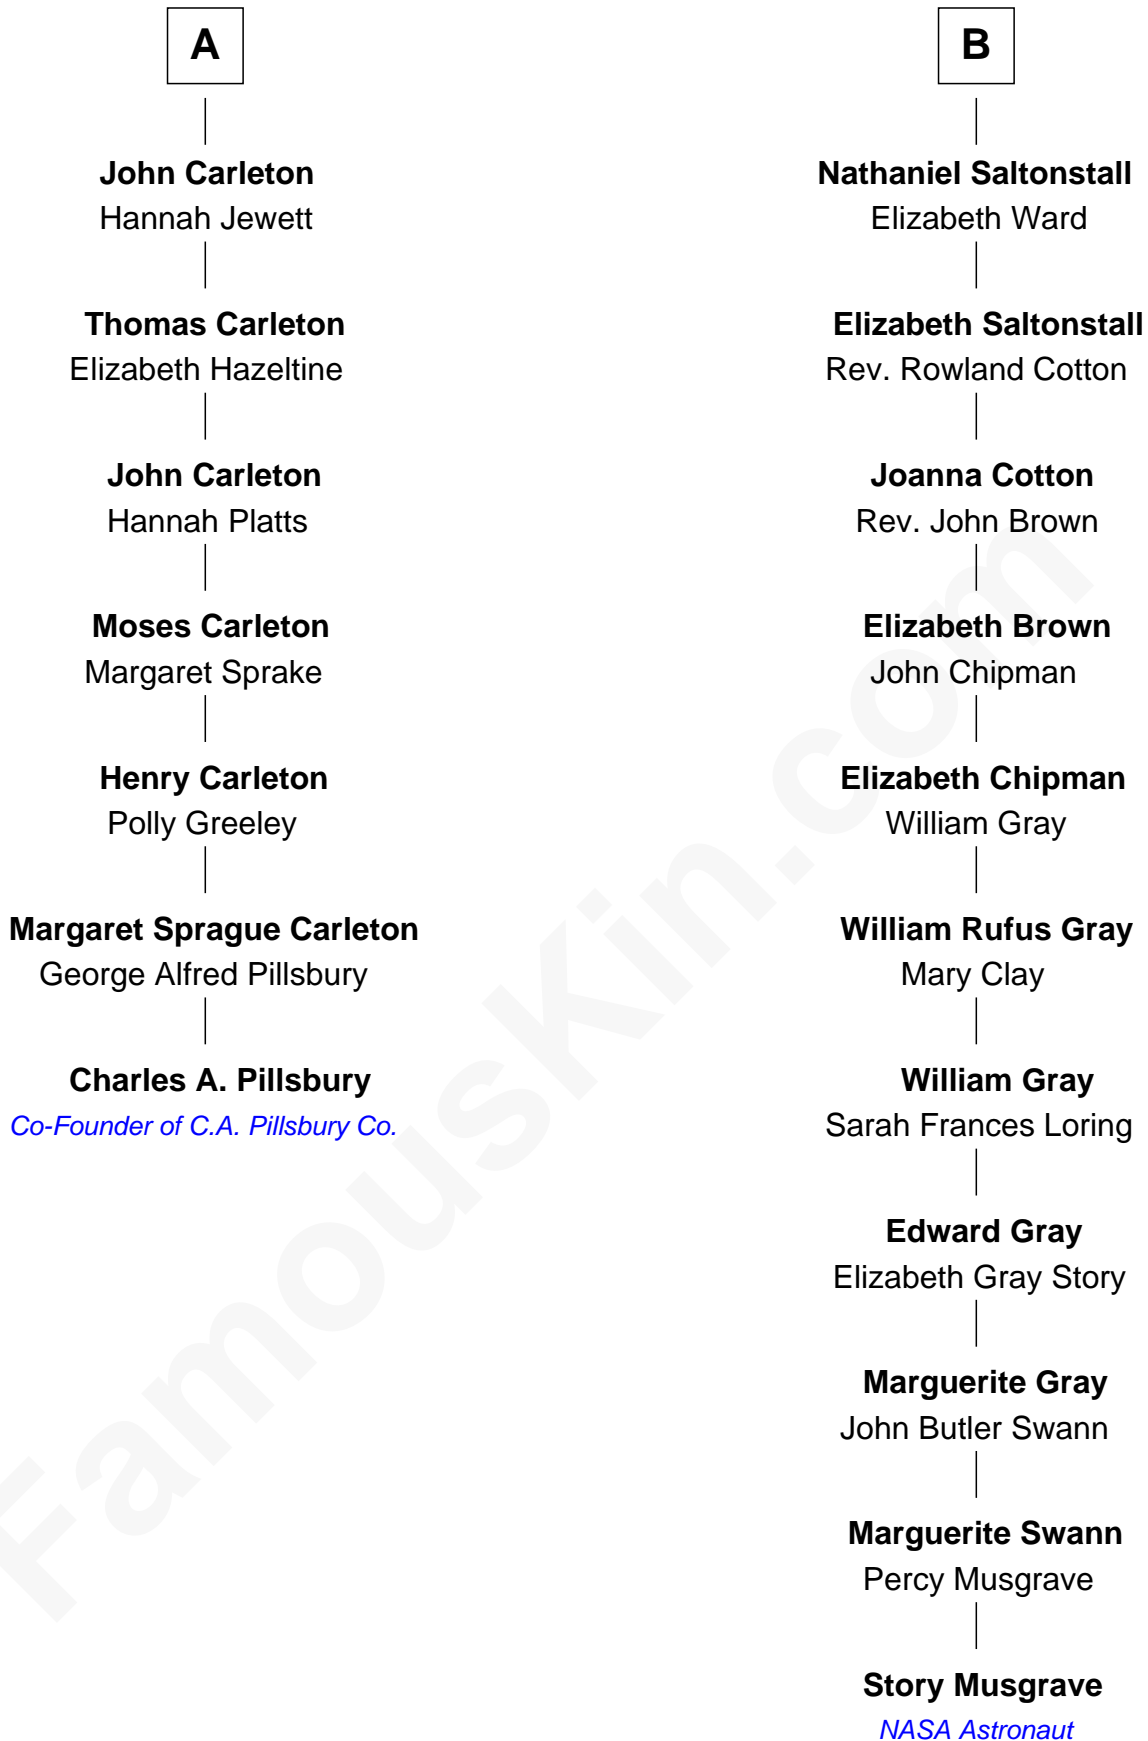 A
John Carleton
Hannah Jewett
Thomas Carleton
Elizabeth Hazeltine
John Carleton
Hannah Platts
Moses Carleton
Margaret Sprake
Henry Carleton
Polly Greeley
Margaret Sprague Carleton
George Alfred Pillsbury
Charles A. Pillsbury
Co-Founder of C.A. Pillsbury Co.
B
Nathaniel Saltonstall
Elizabeth Ward
Elizabeth Saltonstall
Rev. Rowland Cotton
Joanna Cotton
Rev. John Brown
Elizabeth Brown
John Chipman
Elizabeth Chipman
William Gray
William Rufus Gray
Mary Clay
William Gray
Sarah Frances Loring
Edward Gray
Elizabeth Gray Story
Marguerite Gray
John Butler Swann
Marguerite Swann
Percy Musgrave
Story Musgrave
NASA Astronaut
FamousKin.com